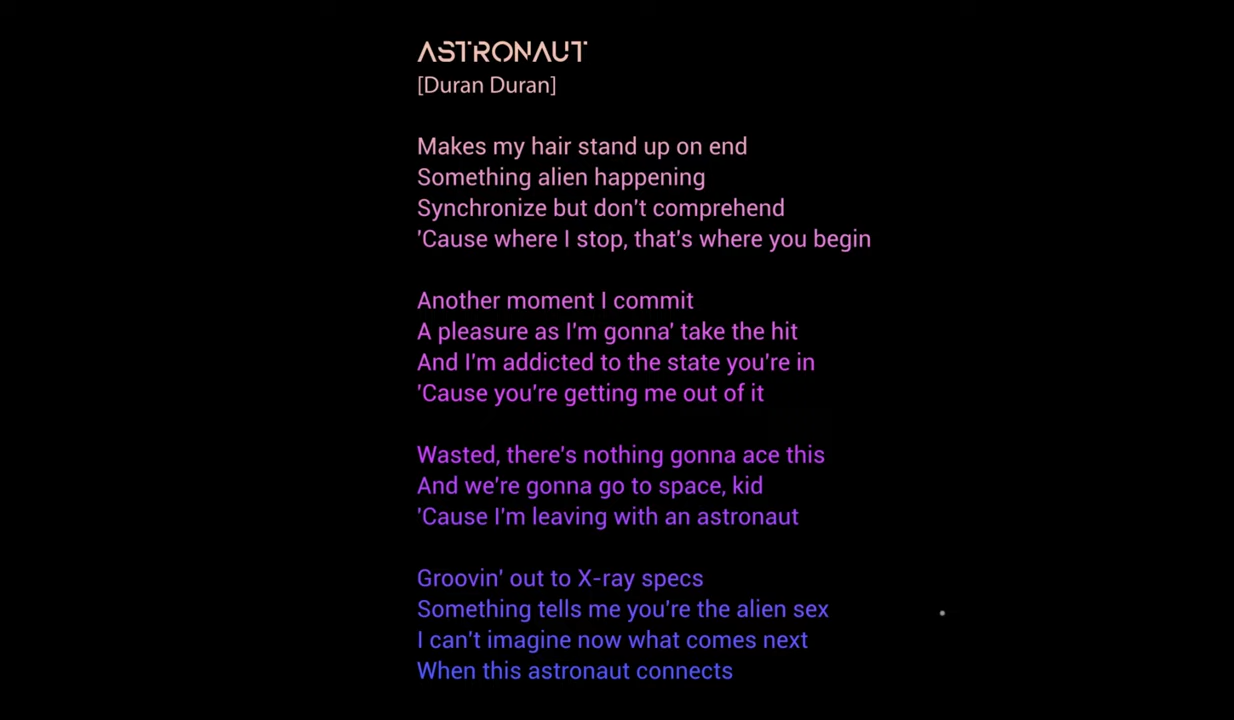 ASTRONAUT
[Duran Duran]
Makes my hair stand up on end
Something alien happening
Synchronize but don't comprehend
'Cause where I stop, that's where you begin
Another moment I commit
A pleasure as I'm gonna' take the hit
And I'm addicted to the state you're in
'Cause you're getting me out of it
Wasted, there's nothing gonna ace this
And we're gonna go to space, kid
'Cause I'm leaving with an astronaut
Groovin' out to X-ray specs
Something tells me you're the alien sex
I can't imagine now what comes next
When this astronaut connects